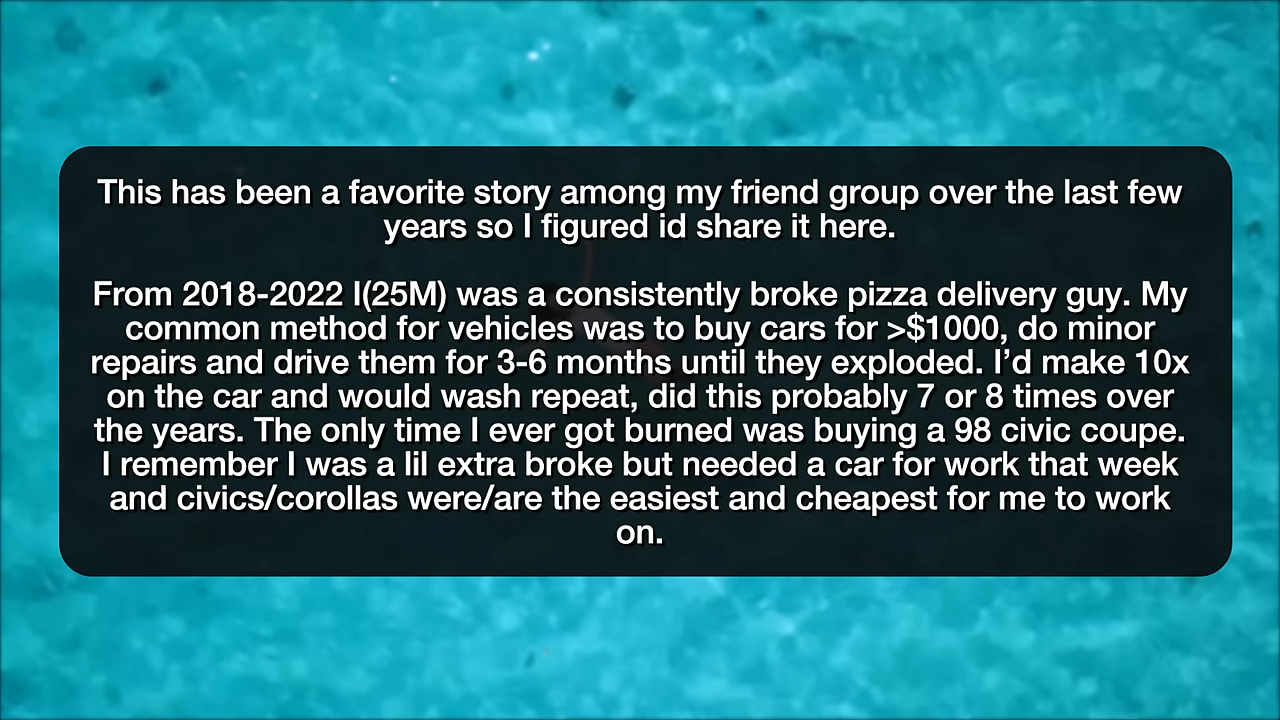 This has been a favorite story among my friend group over the last few
years so I figured id share it here.
From 2018-2022 I(25M) was a consistently broke pizza delivery guy. My
common method for vehicles was to buy cars for >$1000, do minor
repairs and drive them for 3-6 months until they exploded. I’d make 10x
on the car and would wash repeat, did this probably 7 or 8 times over
the years. The only time I ever got burned was buying a 98 civic coupe.
I remember I was a lil extra broke but needed a car for work that week
and civics/corollas were/are the easiest and cheapest for me to work
on.